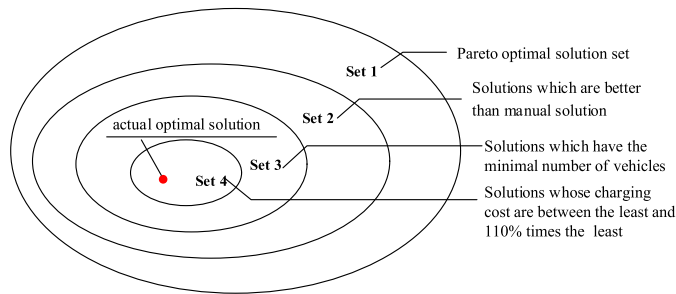 Set 1
Pareto optimal solution set
Set 2
Solutions which are better
than manual solution
actual optimal solution
Set 3
Solutions which have the
minimal number of vehicles
Set 4
Solutions whose charging
cost are between the least and
110% times the least